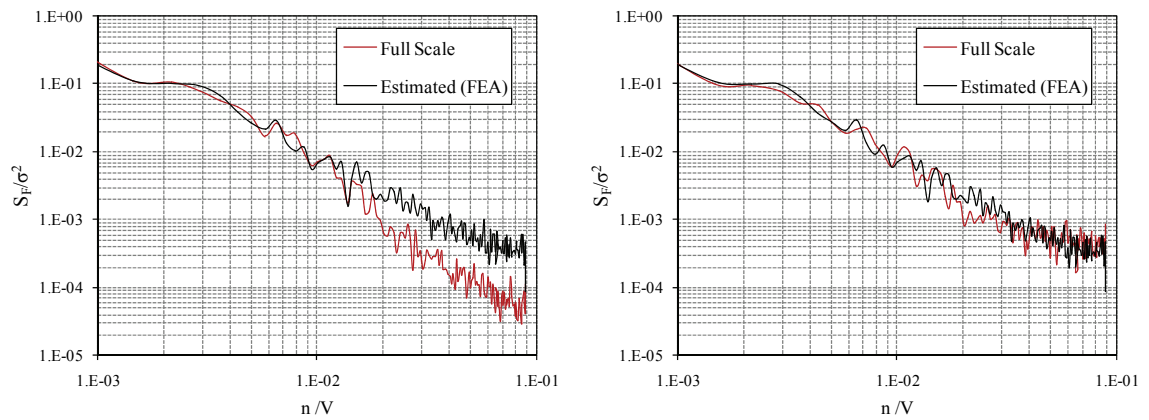 1.E+00
1.E-01
1.E-02
1.E-03
1.E-04
1.E-05
S_F/σ²
Full Scale
Estimated (FEA)
1.E-03
1.E-02
1.E-01
n /V
1.E+00
1.E-01
1.E-02
1.E-03
1.E-04
1.E-05
S_F/σ²
Full Scale
Estimated (FEA)
1.E-03
1.E-02
1.E-01
n /V